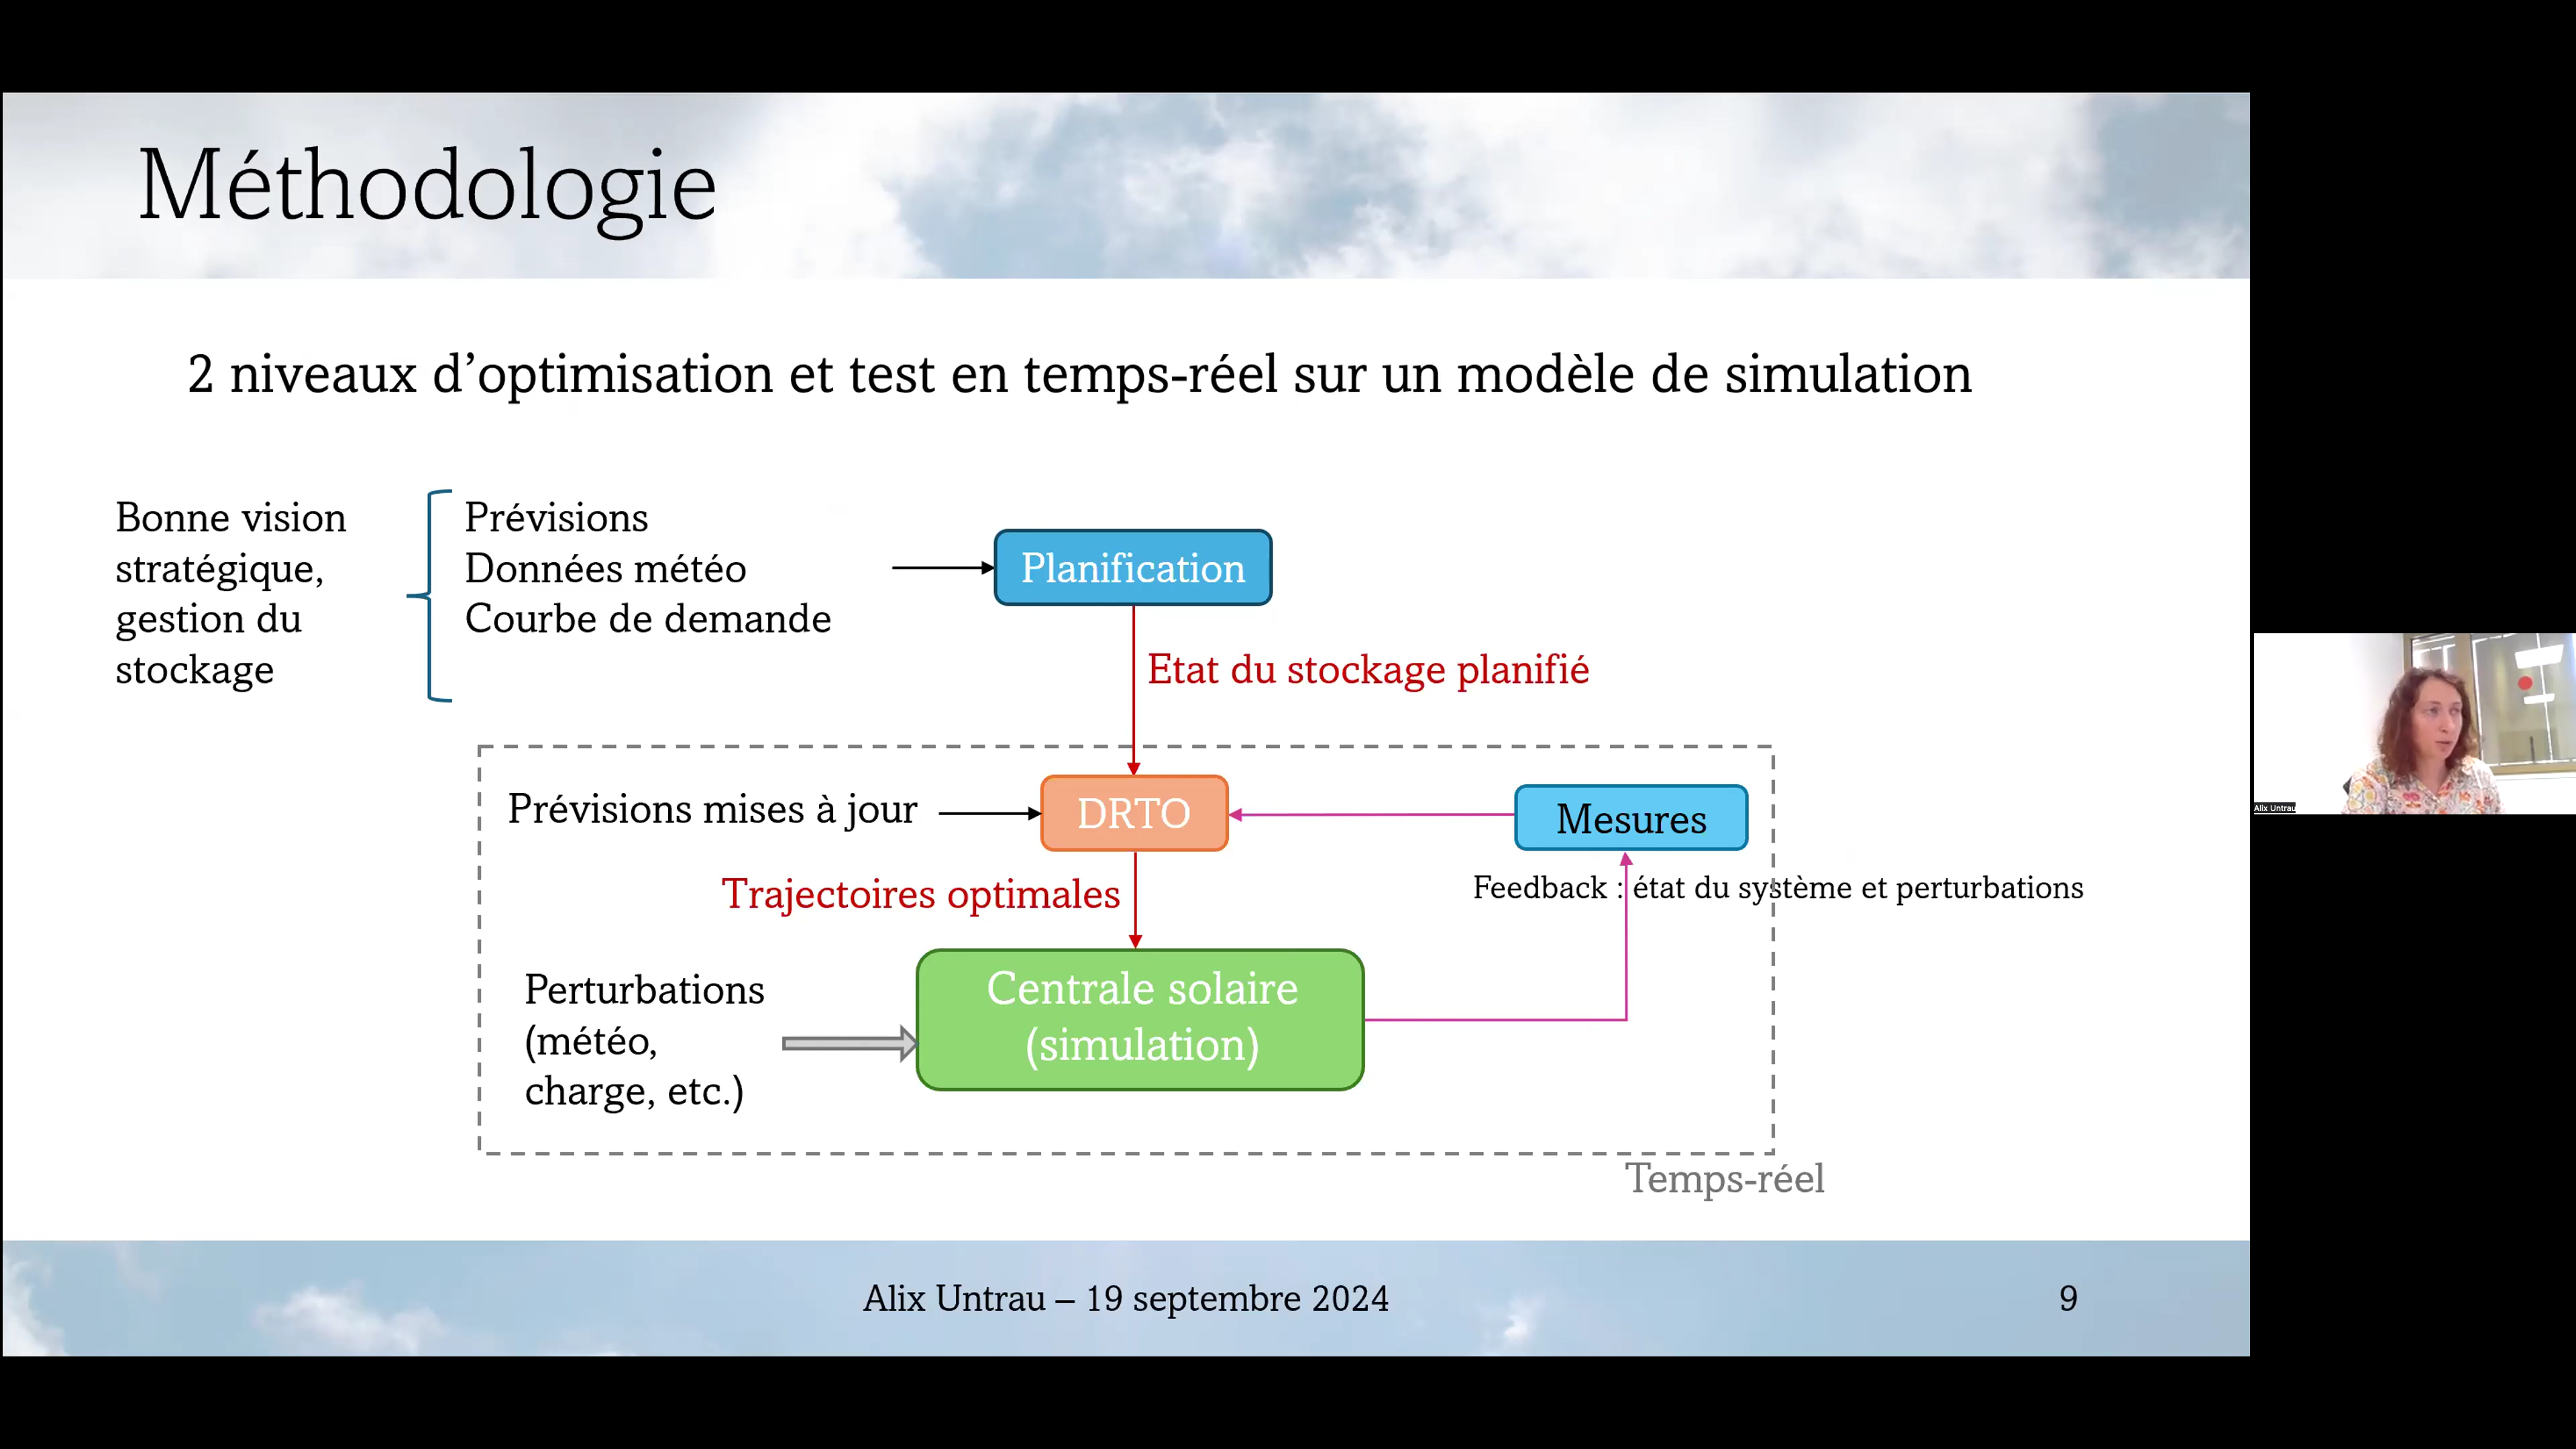 Méthodologie
2 niveaux d’optimisation et test en temps-réel sur un modèle de simulation
Bonne vision
stratégique,
gestion du
stockage
Prévisions
Données météo
Courbe de demande
Planification
Etat du stockage planifié
Prévisions mises à jour
DRTO
Mesures
Feedback : état du système et perturbations
Trajectoires optimales
Perturbations
(météo,
charge, etc.)
Centrale solaire
(simulation)
Temps-réel
Alix Untrau – 19 septembre 2024
9
Alix Untrau